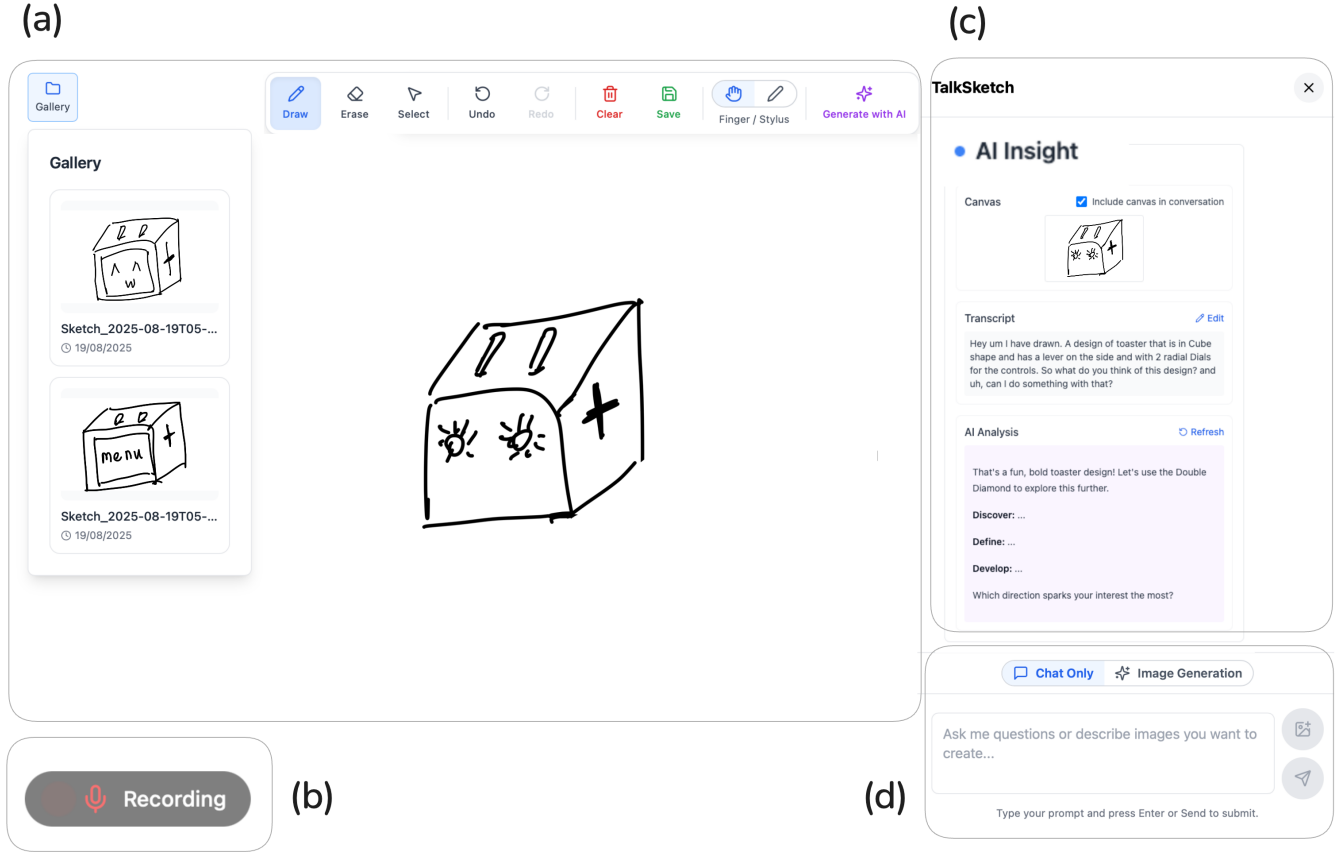 (a)
Gallery
Draw
Erase
Select
Undo
Redo
Clear
Save
Finger / Stylus
Generate with AI
Gallery
^ ^
w
Sketch_2025-08-19T05-...
19/08/2025
menu
Sketch_2025-08-19T05-...
19/08/2025
Recording
(b)
(c)
TalkSketch
AI Insight
Canvas
Include canvas in conversation
Transcript
Edit
Hey um I have drawn. A design of toaster that is in Cube
shape and has a lever on the side and with 2 radial Dials
for the controls. So what do you think of this design? and
uh, can I do something with that?
AI Analysis
Refresh
That's a fun, bold toaster design! Let's use the Double
Diamond to explore this further.
Discover: ...
Define: ...
Develop: ...
Which direction sparks your interest the most?
(d)
Chat Only
Image Generation
Ask me questions or describe images you want to
create...
Type your prompt and press Enter or Send to submit.